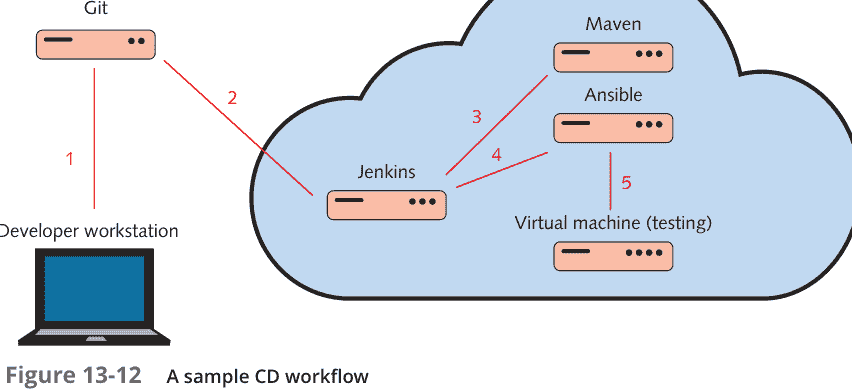 Git
Maven
2
Ansible
3
1
4
Jenkins
5
Virtual machine (testing)
Developer workstation
Figure 13-12 A sample CD workflow